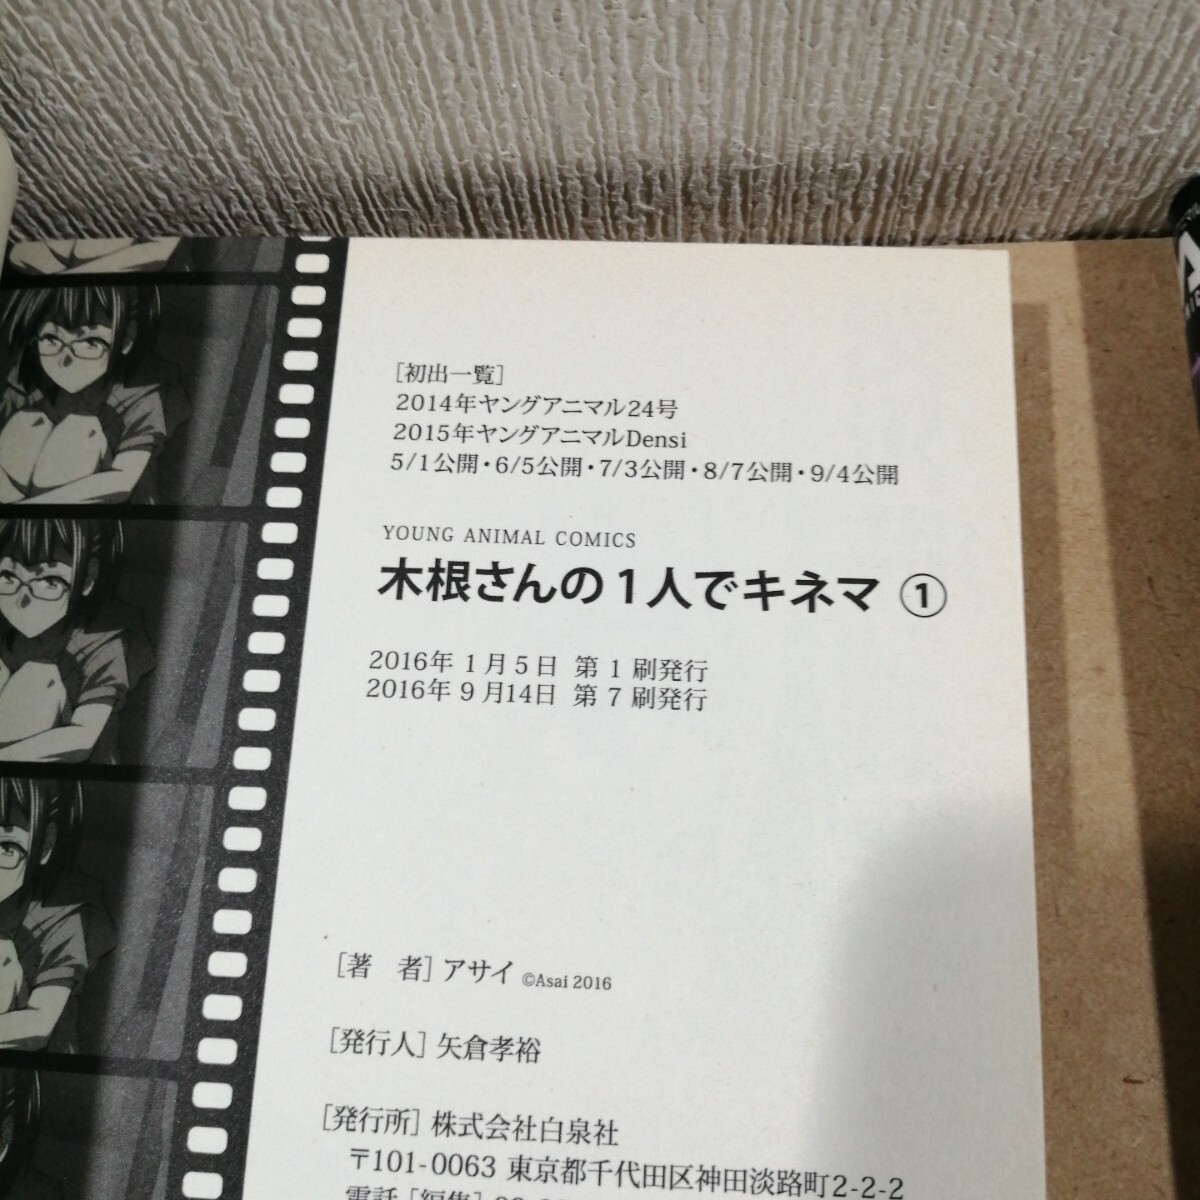 [初出一覧]
2014年ヤングアニマル24号
2015年ヤングアニマルDensi
5/1公開・6/5公開・7/3公開・8/7公開・9/4公開
YOUNG ANIMAL COMICS
木根さんの1人でキネマ ①
2016年 1月5日 第1刷発行
2016年 9月14日 第7刷発行
[著　者] アサイ ©Asai 2016
[発行人] 矢倉孝裕
[発行所] 株式会社白泉社
〒101-0063 東京都千代田区神田淡路町2-2-2
電話 [編集]